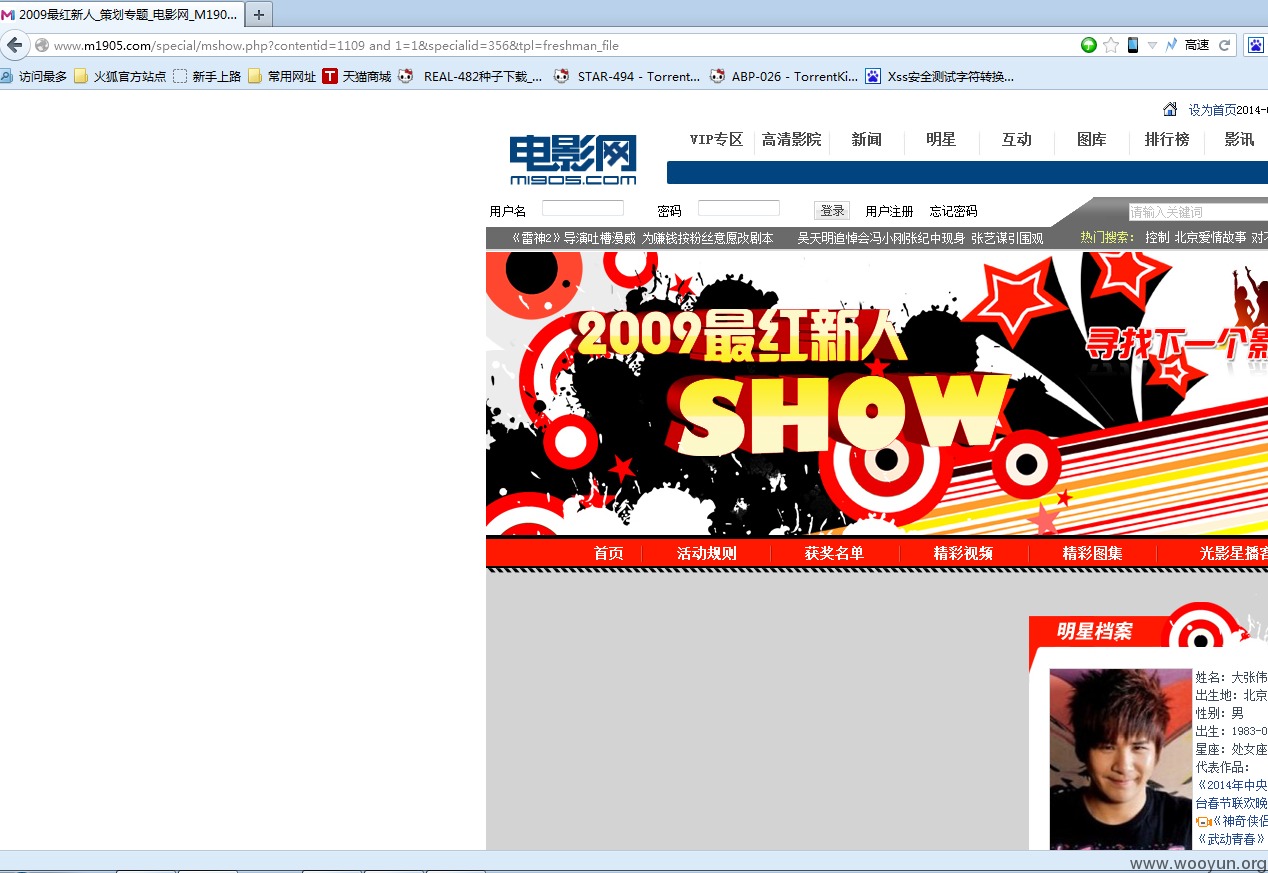 2009最红新人_策划专题_电影网_M190...
www.m1905.com/special/mshow.php?contentid=1109 and 1=1&specialid=356&tpl=freshman_file
高速
访问最多 火狐官方站点 新手上路 常用网址 天猫商城 REAL-482种子下载_... STAR-494 - Torrent... ABP-026 - TorrentKi... Xss安全测试字符转换...
设为首页2014-
电影网
m1905.com
VIP专区 高清影院 新闻 明星 互动 图库 排行榜 影讯
用户名 密码 登录 用户注册 忘记密码
请输入关键词
《雷神2》导演吐槽漫威 为赚钱按粉丝意愿改剧本 吴天明追悼会冯小刚张纪中现身 张艺谋引围观 热门搜索: 控制 北京爱情故事 对不
2009最红新人
SHOW
寻找下一个新
首页 活动规则 获奖名单 精彩视频 精彩图集 光影星播客
明星档案
姓名：大张伟
出生地：北京
性别：男
出生：1983-0
星座：处女座
代表作品：
《2014年中央
台春节联欢晚
《神奇侠侣
《武动青春》
www.wooyun.org